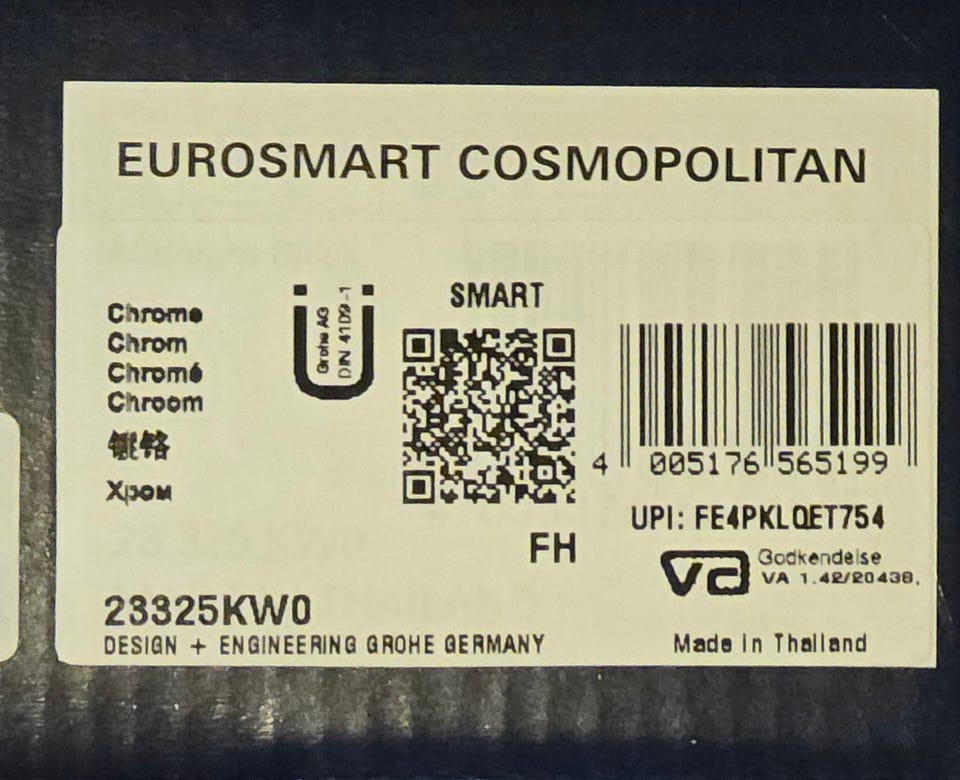 EUROSMART COSMOPOLITAN
Chrome
Chrom
Chromé
Chroom
镀铬
Хром
Grohe AG
DIN 4109-1
SMART
4 005176 565199
UPI: FE4PKLQET754
FH
va Godkendelse
VA 1.42/20438.
23325KW0
DESIGN + ENGINEERING GROHE GERMANY
Made in Thailand